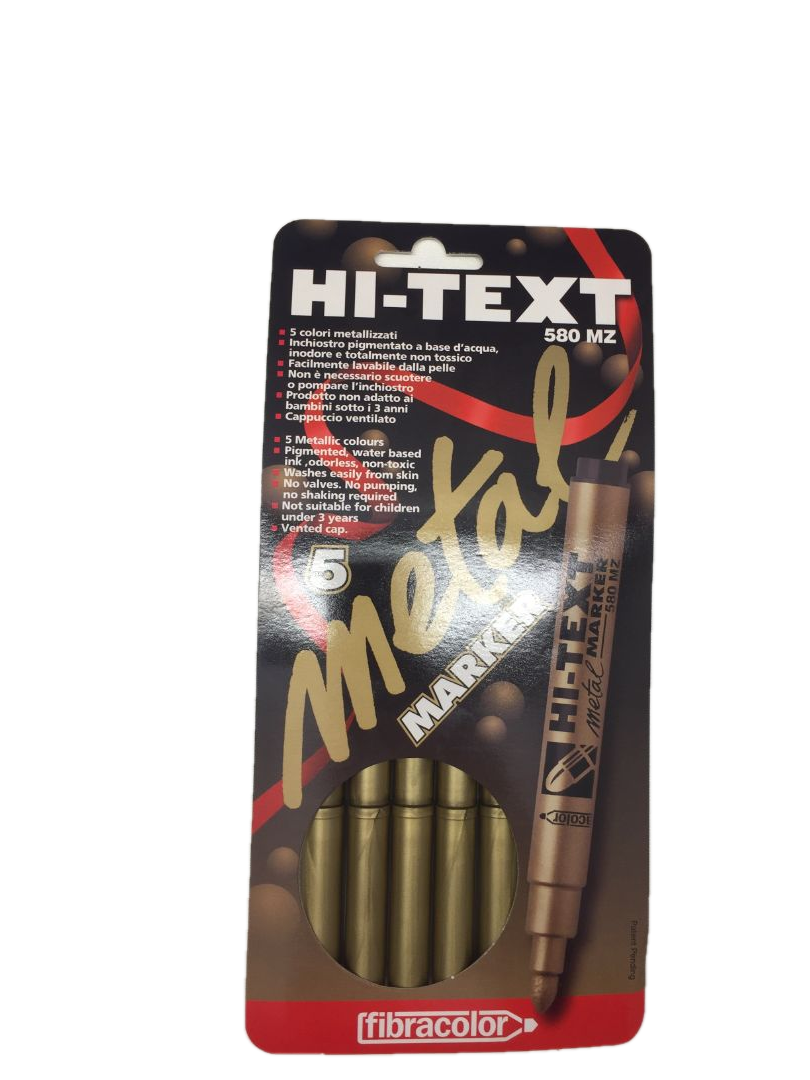 HI-TEXT
580 MZ
5 colori metallizzati
Inchiostro pigmentato a base d'acqua,
inodore e totalmente non tossico
Facilmente lavabile dalla pelle
Non è necessario scuotere
o pompare l'inchiostro
Prodotto non adatto ai
bambini sotto i 3 anni
Cappuccio ventilato
5 Metallic colours
Pigmented, water based
ink ,odorless, non-toxic
Washes easily from skin
No valves. No pumping,
no shaking required
Not suitable for children
under 3 years
Vented cap.
5
metal
MARKER
HI-TEXT
metal MARKER
580 MZ
acolor
Patent Pending
fibracolor